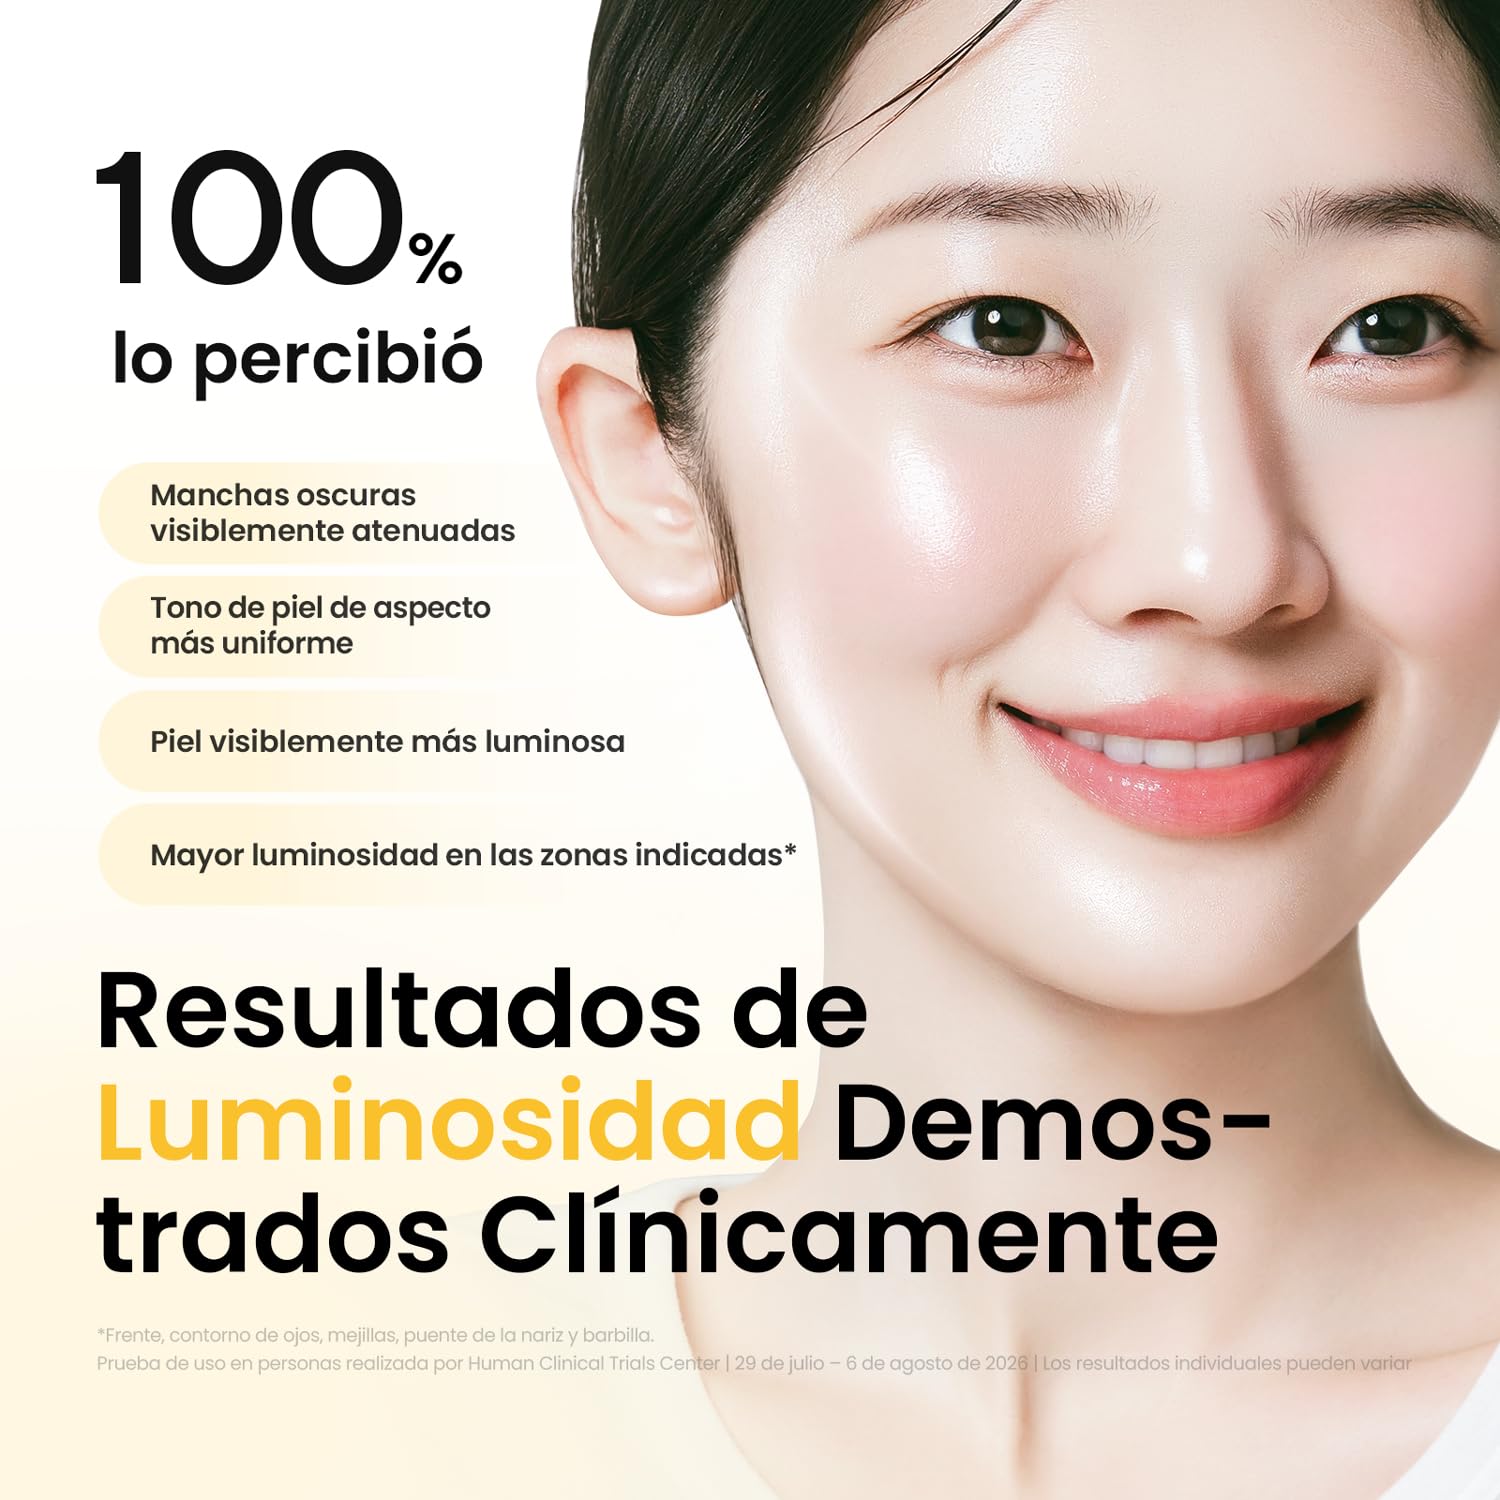 100%
lo percibió
Manchas oscuras
visiblemente atenuadas
Tono de piel de aspecto
más uniforme
Piel visiblemente más luminosa
Mayor luminosidad en las zonas indicadas*
Resultados de
Luminosidad Demos-
trados Clínicamente
*Frente, contorno de ojos, mejillas, puente de la nariz y barbilla.
Prueba de uso en personas realizada por Human Clinical Trials Center | 29 de julio – 6 de agosto de 2026 | Los resultados individuales pueden variar